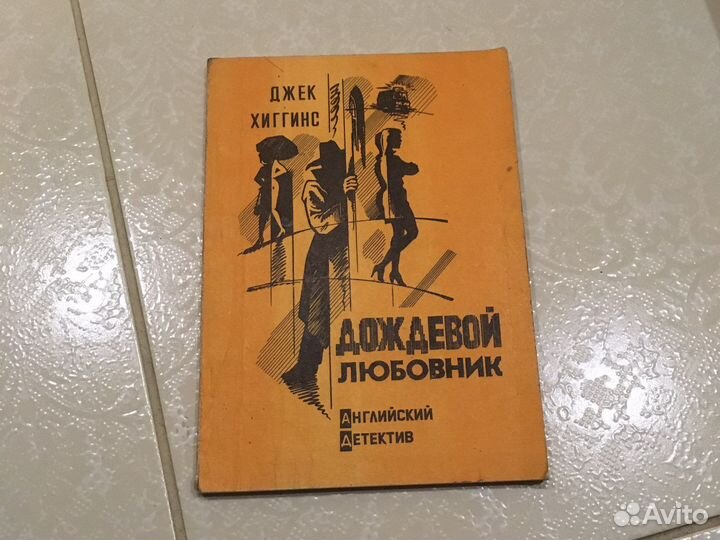 ДЖЕК
ХИГГИНС
ДОЖДЕВОЙ
ЛЮБОВНИК
АНГЛИЙСКИЙ
ДЕТЕКТИВ
Avito